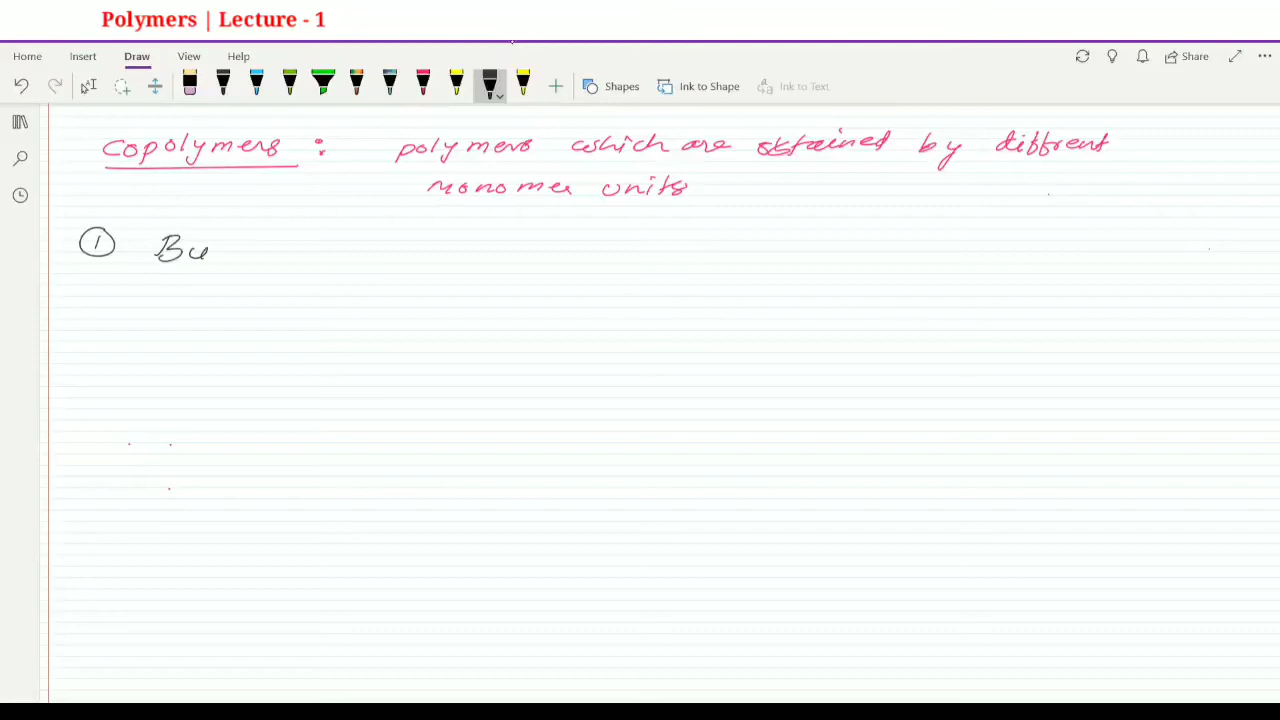 Polymers | Lecture - 1
Home Insert Draw View Help Share
Shapes Ink to Shape Ink to Text
Copolymers : polymers which are obtained by diffrent
monomer units
① Bu